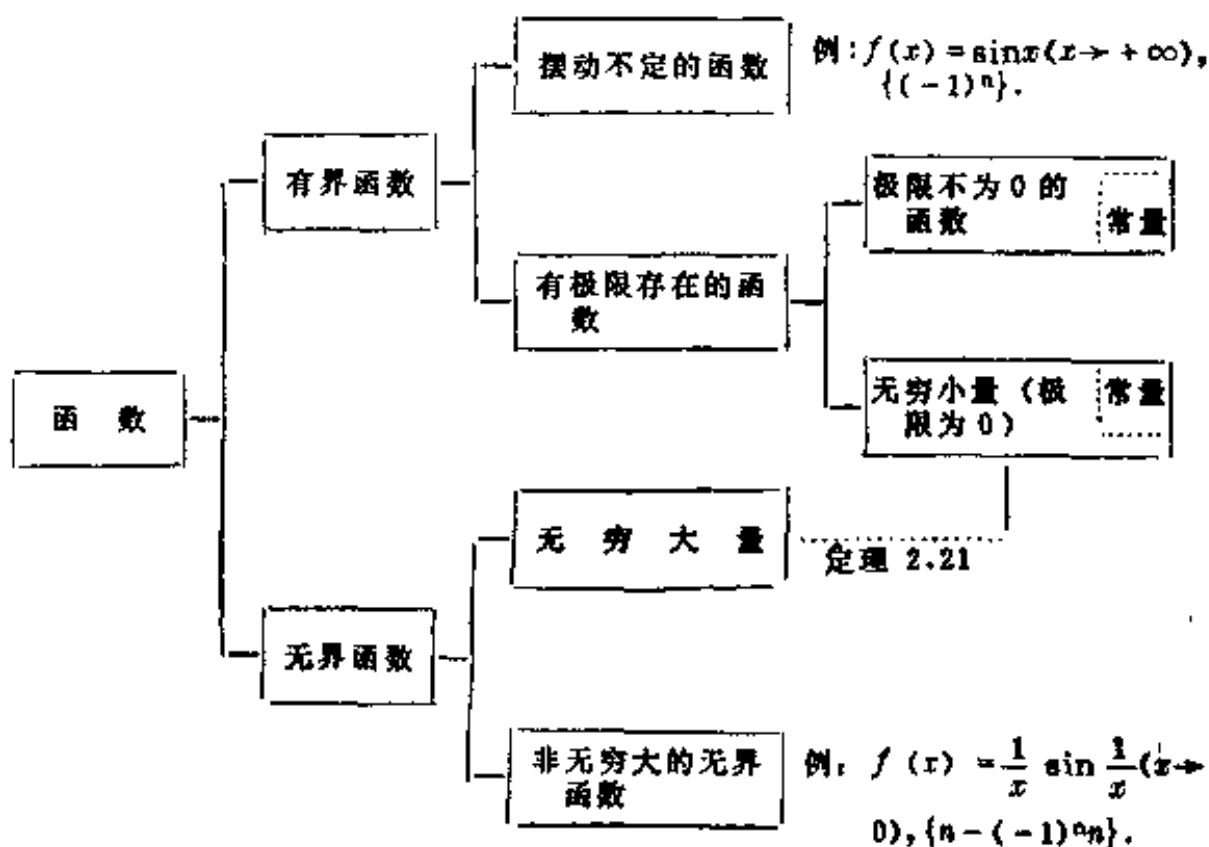 摆动不定的函数
例:f(x)=sinx(x→+∞),
{(-1)ⁿ}.
有界函数
极限不为0的
函数
常量
有极限存在的函
数
无穷小量(极
限为0)
常量
函 数
无 穷 大 量
定理 2.21
无界函数
非无穷大的无界
函数
例: f(x)=1/x sin 1/x(x→
0),{n-(-1)ⁿn}.